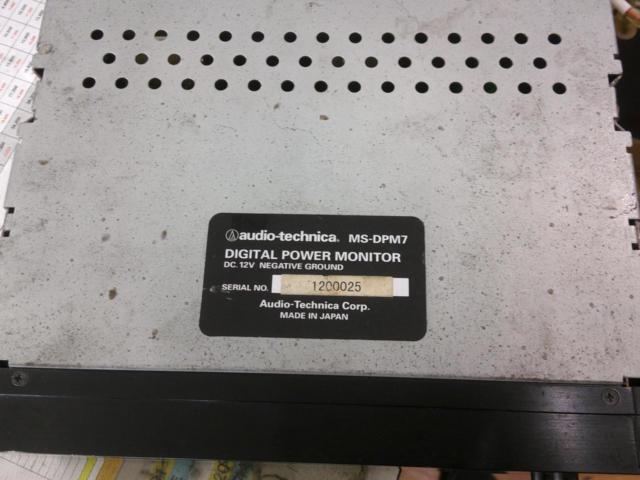 audio-technica. MS-DPM7
DIGITAL POWER MONITOR
DC.12V NEGATIVE GROUND
SERIAL NO. 1200025
Audio-Technica Corp.
MADE IN JAPAN